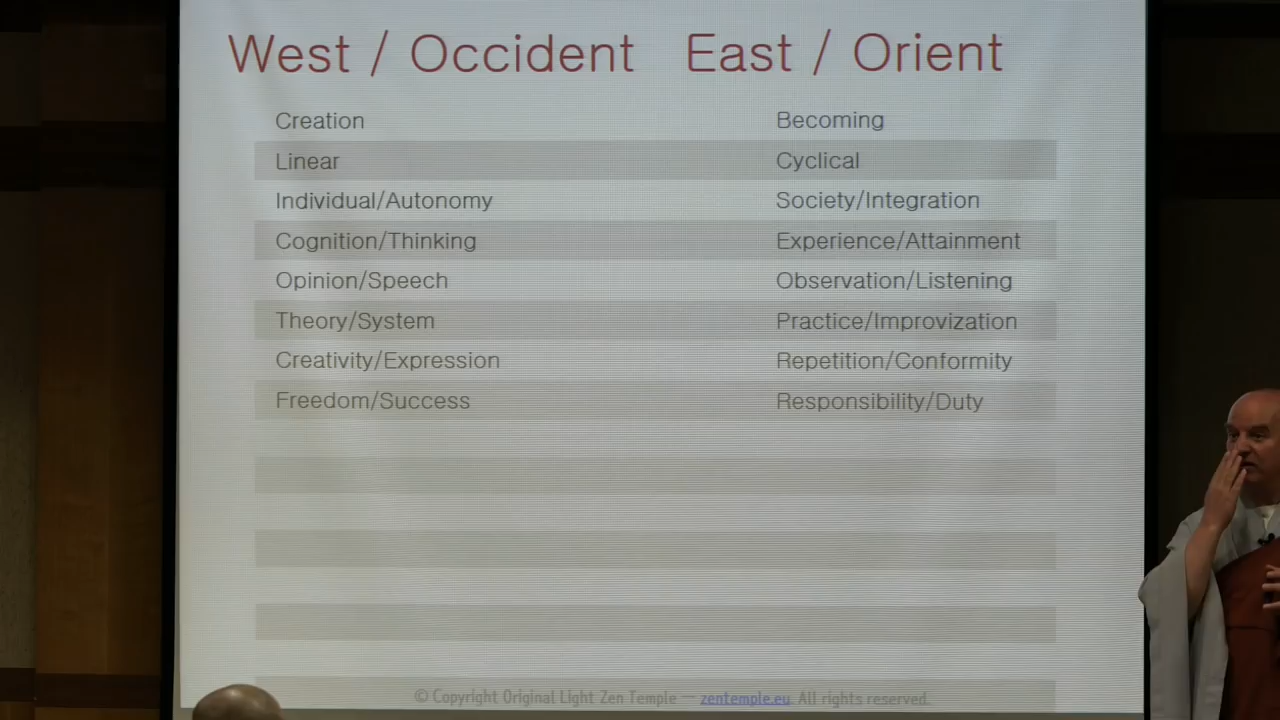 West / Occident East / Orient
Creation Becoming
Linear Cyclical
Individual/Autonomy Society/Integration
Cognition/Thinking Experience/Attainment
Opinion/Speech Observation/Listening
Theory/System Practice/Improvization
Creativity/Expression Repetition/Conformity
Freedom/Success Responsibility/Duty
© Copyright Original Light Zen Temple — zentemple.eu. All rights reserved.